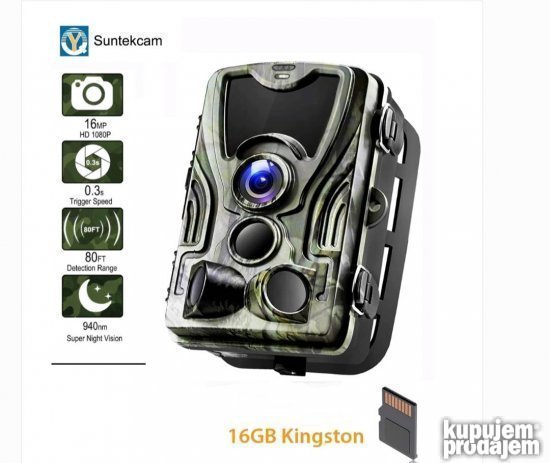 Suntekcam
16MP
HD 1080P
0.3s
0.3s
Trigger Speed
80FT
80FT
Detection Range
940nm
Super Night Vision
16GB Kingston
kupujem
prodajem